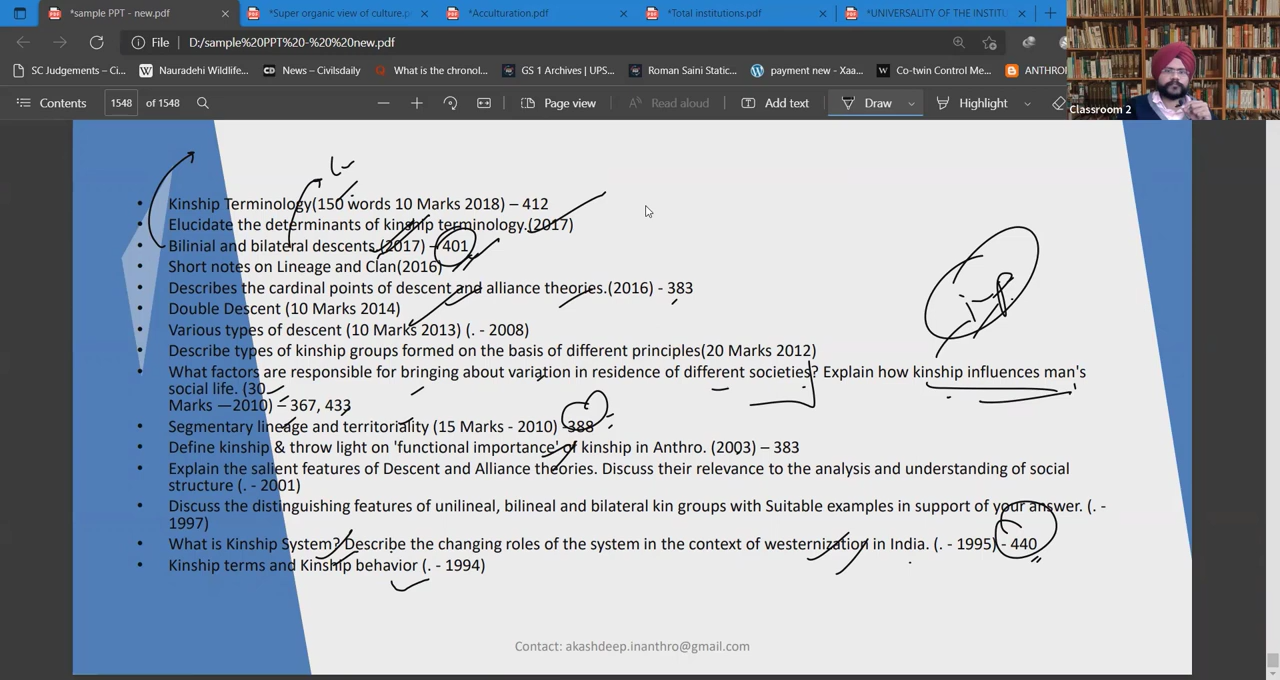 *sample PPT - new.pdf
*Super organic view of culture.p
*Acculturation.pdf
*Total institutions.pdf
*UNIVERSALITY OF THE INSTIT
File
D:/sample%20PPT%20-%20%20new.pdf
SC Judgements – Ci...
Nauradehi Wildlife...
News – Civilsdaily
What is the chronol...
GS 1 Archives | UPS...
Roman Saini Static...
payment new - Xaa...
Co-twin Control Me...
ANTHRO
Contents
1548 of 1548
Page view
Read aloud
Add text
Draw
Highlight
Classroom 2
• Kinship Terminology(150 words 10 Marks 2018) – 412
• Elucidate the determinants of kinship terminology.(2017)
• Bilinial and bilateral descents.(2017) – 401
• Short notes on Lineage and Clan(2016)
• Describes the cardinal points of descent and alliance theories.(2016) - 383
• Double Descent (10 Marks 2014)
• Various types of descent (10 Marks 2013) (. - 2008)
• Describe types of kinship groups formed on the basis of different principles(20 Marks 2012)
• What factors are responsible for bringing about variation in residence of different societies? Explain how kinship influences man's
social life. (30
Marks —2010) – 367, 433
• Segmentary lineage and territoriality (15 Marks - 2010) -388
• Define kinship & throw light on 'functional importance' of kinship in Anthro. (2003) – 383
• Explain the salient features of Descent and Alliance theories. Discuss their relevance to the analysis and understanding of social
structure (. - 2001)
• Discuss the distinguishing features of unilineal, bilineal and bilateral kin groups with Suitable examples in support of your answer. (. -
1997)
• What is Kinship System? Describe the changing roles of the system in the context of westernization in India. (. - 1995) - 440
• Kinship terms and Kinship behavior (. - 1994)
Contact: akashdeep.inanthro@gmail.com